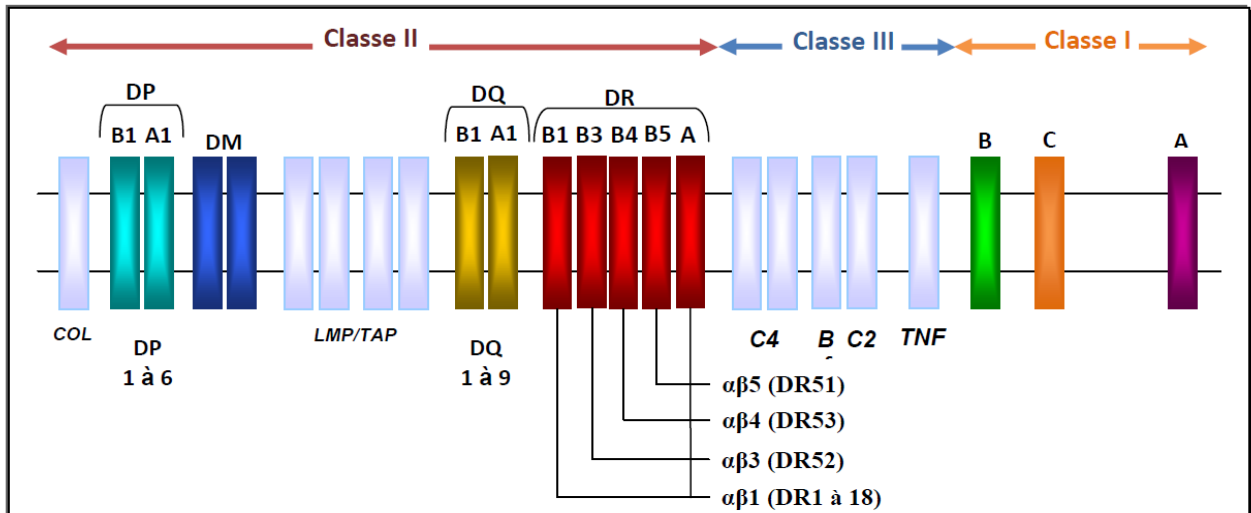 Classe II Classe III Classe I
DP DQ DR
B1 A1 DM B1 A1 B1 B3 B4 B5 A B C A
COL LMP/TAP C4 B C2 TNF
DP DQ
1 à 6 1 à 9
αβ5 (DR51)
αβ4 (DR53)
αβ3 (DR52)
αβ1 (DR1 à 18)